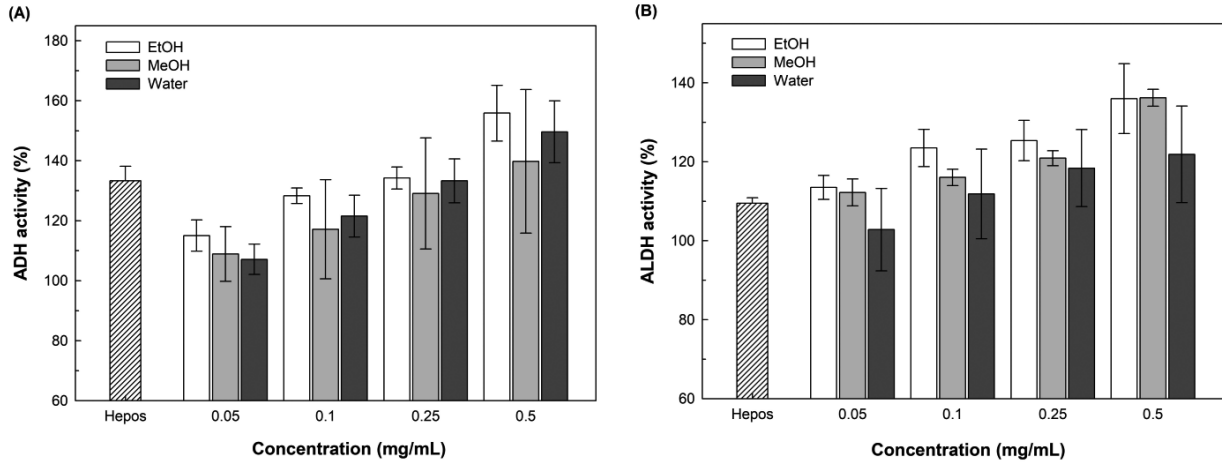 (A)
ADH activity (%)
180
160
140
120
100
80
60
EtOH
MeOH
Water
Hepos 0.05 0.1 0.25 0.5
Concentration (mg/mL)
(B)
ALDH activity (%)
140
120
100
80
60
EtOH
MeOH
Water
Hepos 0.05 0.1 0.25 0.5
Concentration (mg/mL)